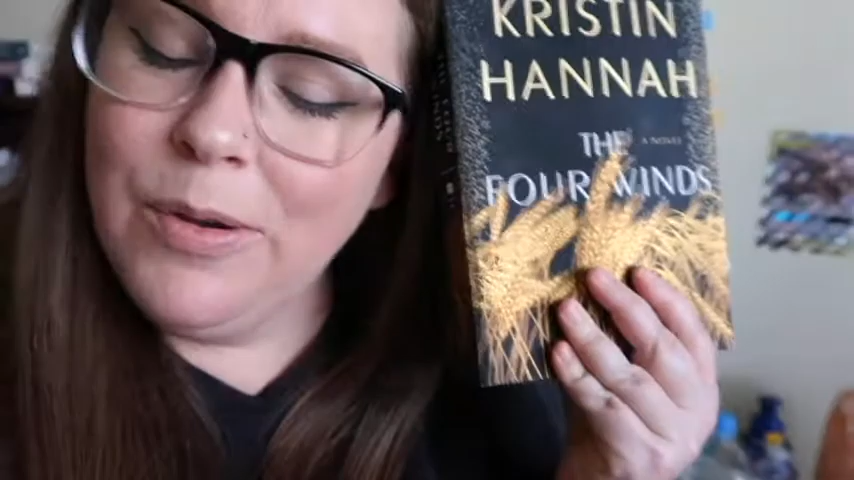 KRISTIN
HANNAH
THE
A NOVEL
FOUR WINDS